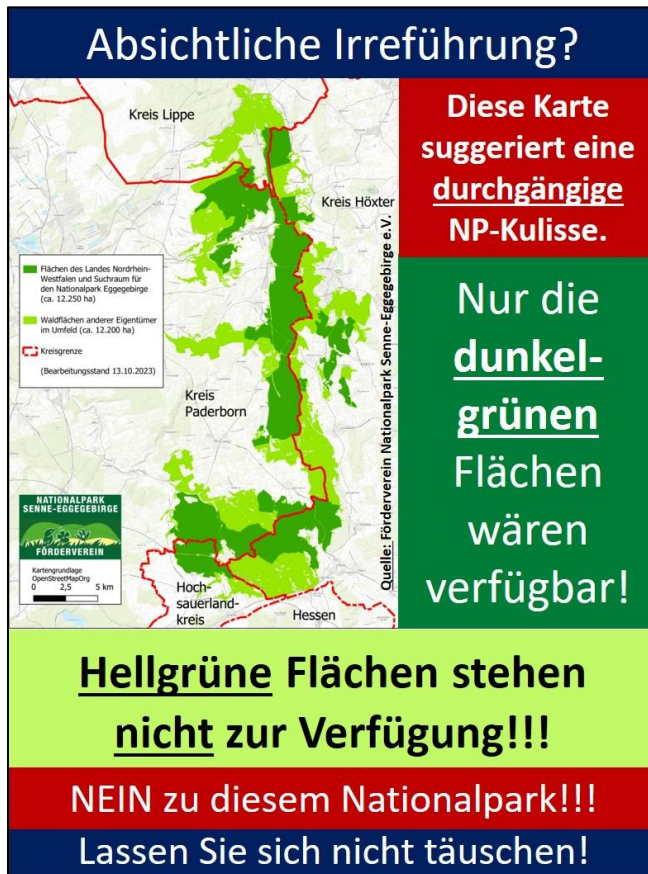 Absichtliche Irreführung?
Kreis Lippe
Kreis Höxter
Flächen des Landes Nordrhein-
Westfalen und Suchraum für
den Nationalpark Eggegebirge
(ca. 12.250 ha)
Waldflächen anderer Eigentümer
im Umfeld (ca. 12.200 ha)
Kreisgrenze
(Bearbeitungsstand 13.10.2023)
Kreis
Paderborn
NATIONALPARK
SENNE-EGGEGEBIRGE
FÖRDERVEREIN
Kartengrundlage
OpenStreetMapOrg
0 2,5 5 km
Hoch-
sauerland-
kreis
Hessen
Quelle: Förderverein Nationalpark Senne-Eggegebirge e.V.
Diese Karte
suggeriert eine
durchgängige
NP-Kulisse.
Nur die
dunkel-
grünen
Flächen
wären
verfügbar!
Hellgrüne Flächen stehen
nicht zur Verfügung!!!
NEIN zu diesem Nationalpark!!!
Lassen Sie sich nicht täuschen!